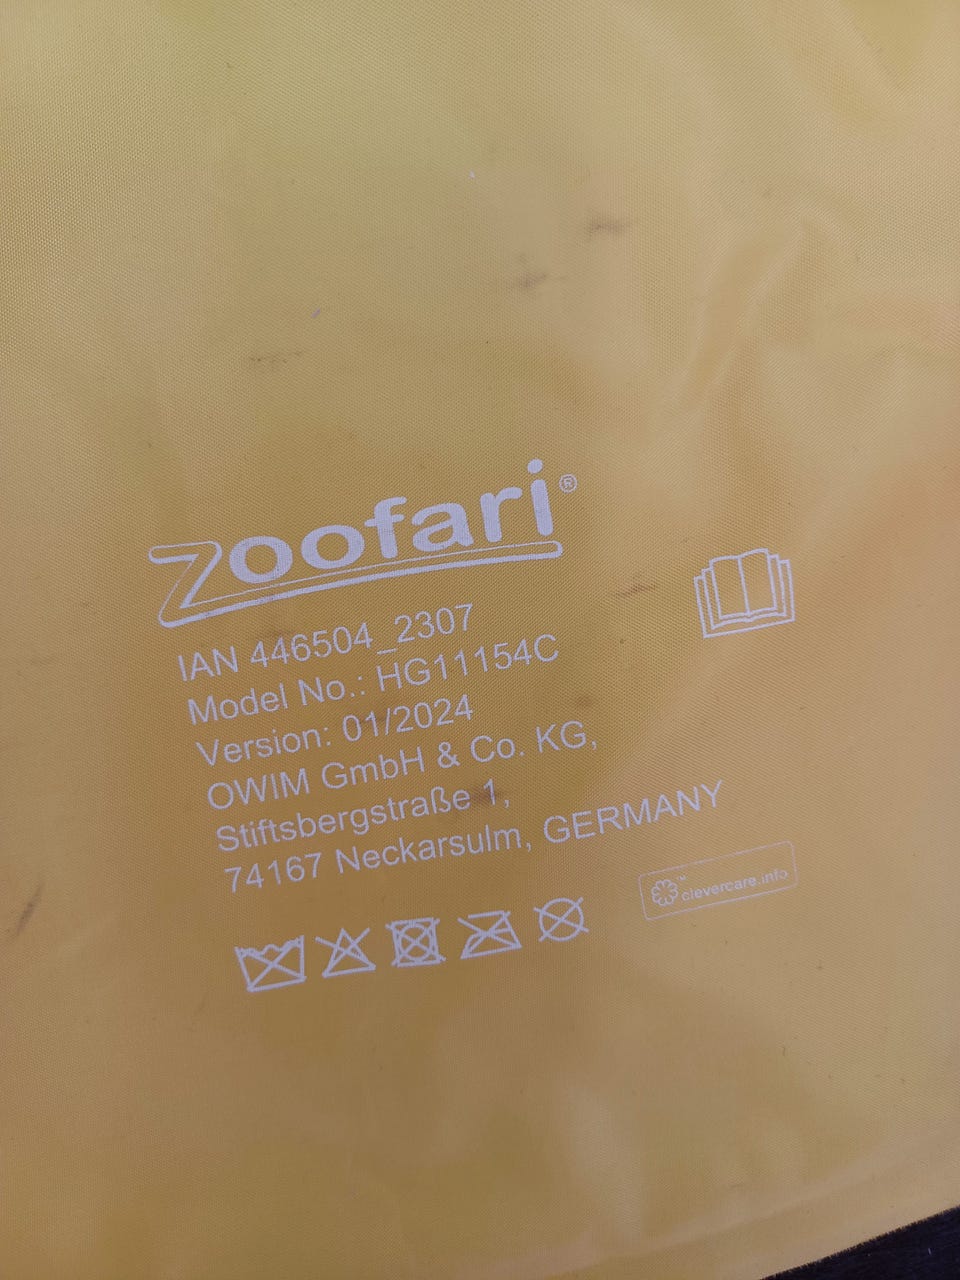 zoofari®
IAN 446504_2307
Model No.: HG11154C
Version: 01/2024
OWIM GmbH & Co. KG,
Stiftsbergstraße 1,
74167 Neckarsulm, GERMANY
™ clevercare.info